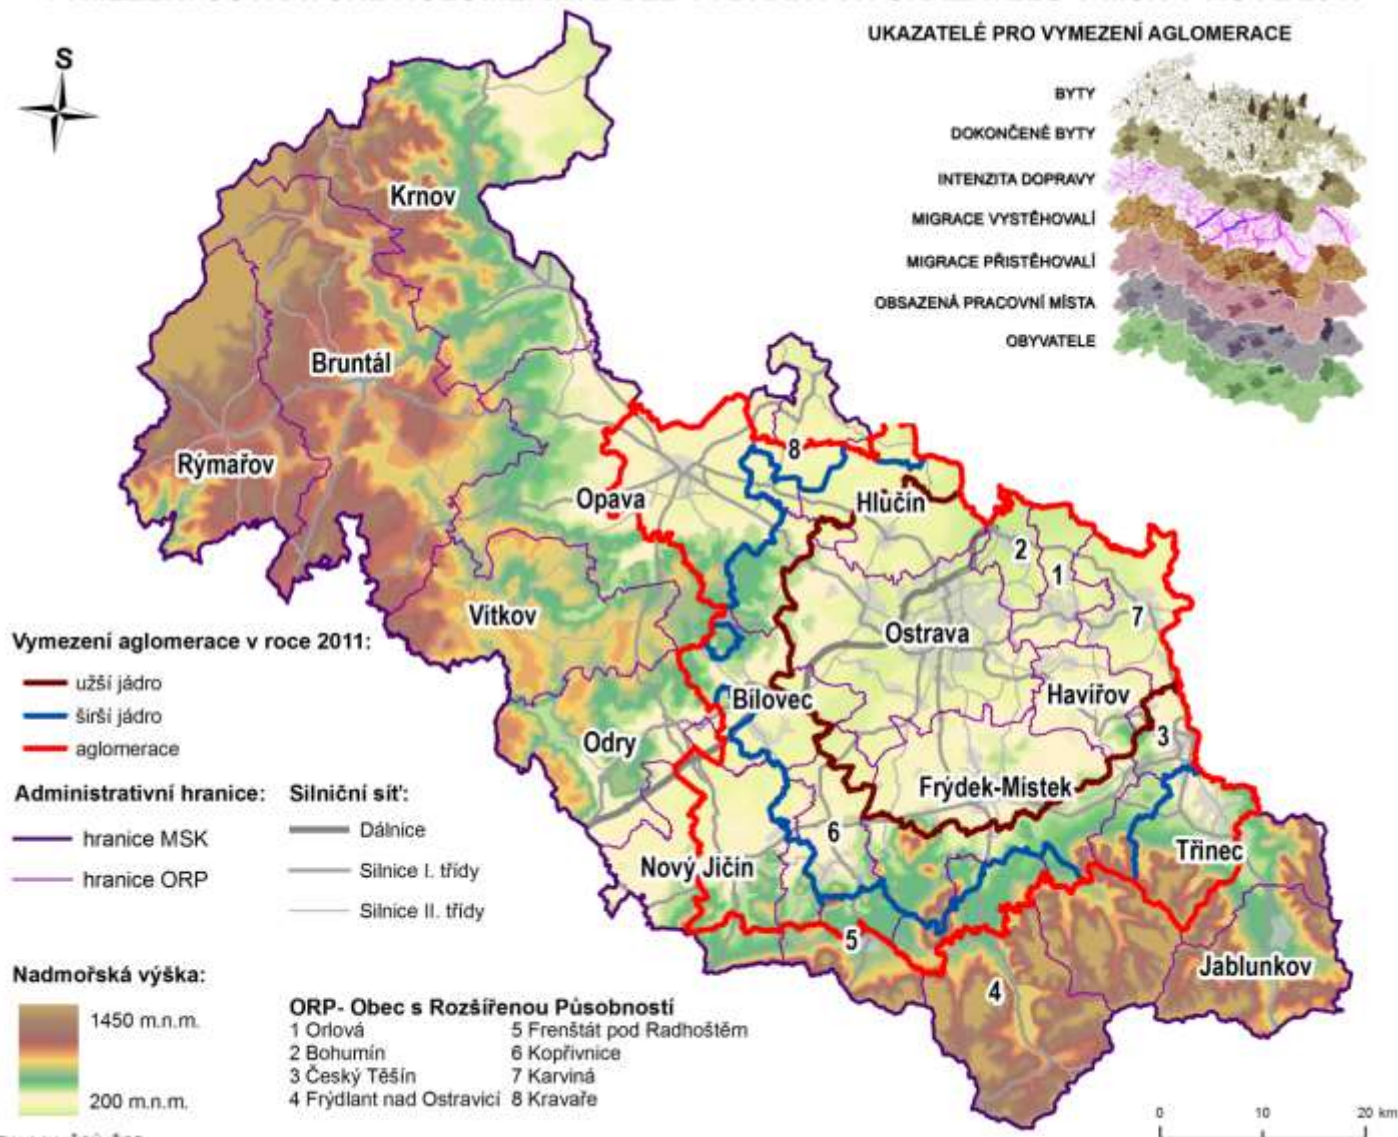 UKAZATELÉ PRO VYMEZENÍ AGLOMERACE
S
BYTY
DOKONČENÉ BYTY
INTENZITA DOPRAVY
MIGRACE VYSTĚHOVALÍ
MIGRACE PŘISTĚHOVALÍ
OBSAZENÁ PRACOVNÍ MÍSTA
OBYVATELE
Krnov
Bruntál
Rýmařov
8
Opava
Hlučín
2
1
7
Vítkov
Ostrava
Bílovec
Havířov
3
Odry
Frýdek-Místek
6
Nový Jičín
Třinec
5
Jablunkov
4
Vymezení aglomerace v roce 2011:
užší jádro
širší jádro
aglomerace
Administrativní hranice:
hranice MSK
hranice ORP
Silniční síť:
Dálnice
Silnice I. třídy
Silnice II. třídy
Nadmořská výška:
1450 m.n.m.
200 m.n.m.
ORP- Obec s Rozšířenou Působností
1 Orlová
2 Bohumín
3 Český Těšín
4 Frýdlant nad Ostravicí
5 Frenštát pod Radhoštěm
6 Kopřivnice
7 Karviná
8 Kravaře
0 10 20 km